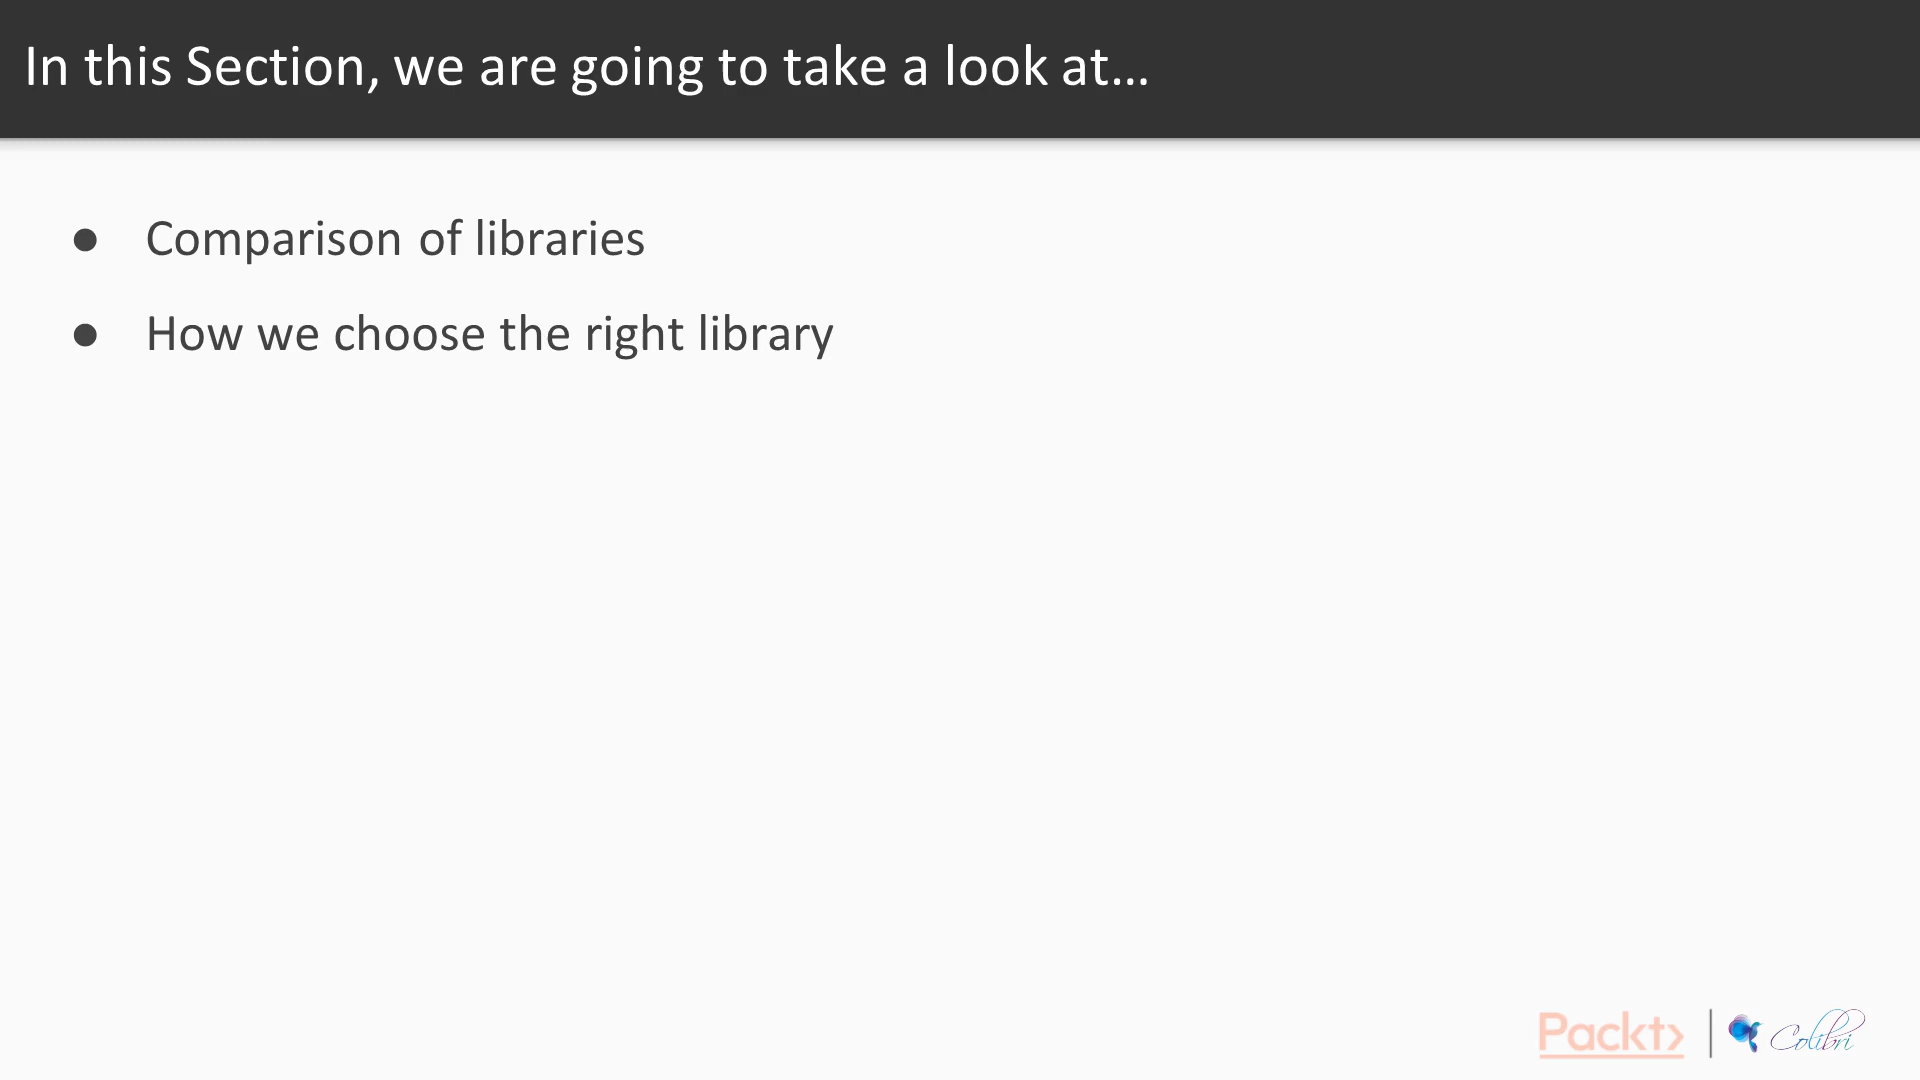 In this Section, we are going to take a look at…
● Comparison of libraries
● How we choose the right library
Packt> | Colibri